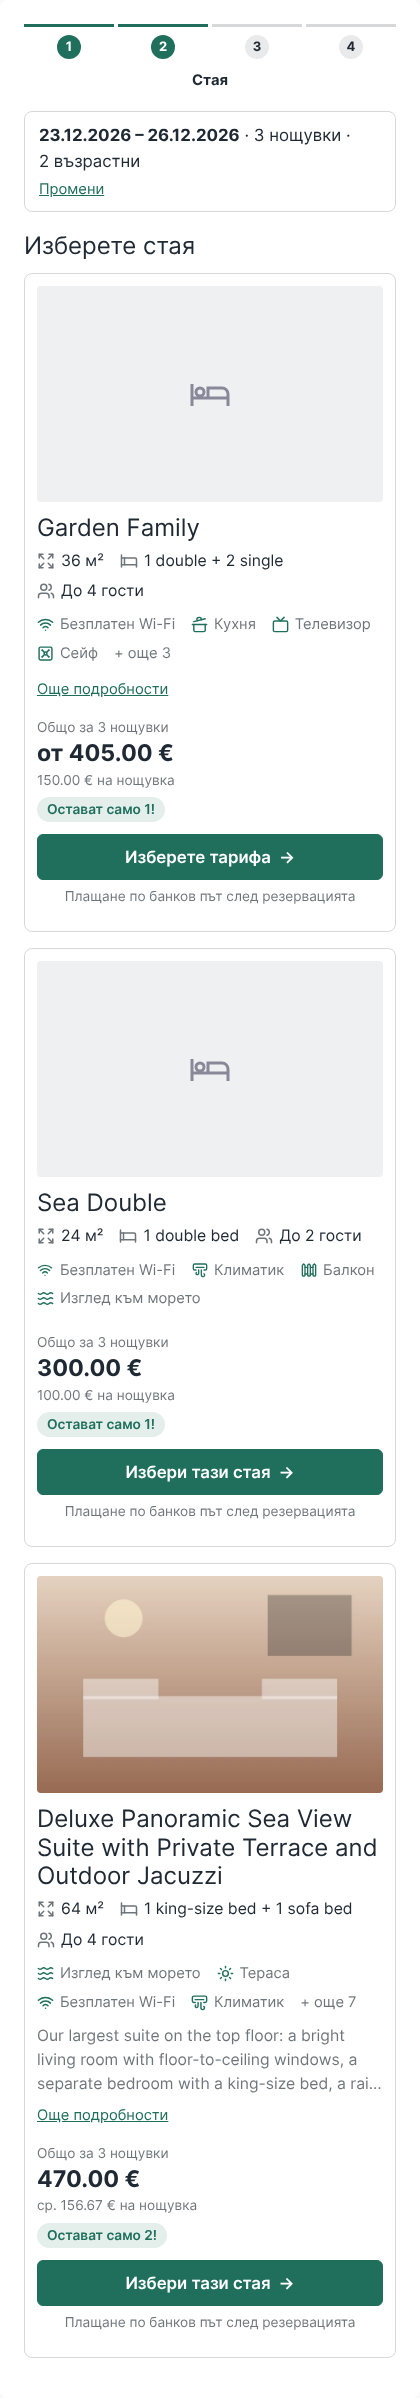 1
2
3
4
Стая
23.12.2026 – 26.12.2026 · 3 нощувки ·
2 възрастни
Промени
Изберете стая
Garden Family
36 м² 1 double + 2 single
До 4 гости
Безплатен Wi-Fi Кухня Телевизор
Сейф + още 3
Още подробности
Общо за 3 нощувки
от 405.00 €
150.00 € на нощувка
Остават само 1!
Изберете тарифа →
Плащане по банков път след резервацията
Sea Double
24 м² 1 double bed До 2 гости
Безплатен Wi-Fi Климатик Балкон
Изглед към морето
Общо за 3 нощувки
300.00 €
100.00 € на нощувка
Остават само 1!
Избери тази стая →
Плащане по банков път след резервацията
Deluxe Panoramic Sea View
Suite with Private Terrace and
Outdoor Jacuzzi
64 м² 1 king-size bed + 1 sofa bed
До 4 гости
Изглед към морето Тераса
Безплатен Wi-Fi Климатик + още 7
Our largest suite on the top floor: a bright
living room with floor-to-ceiling windows, a
separate bedroom with a king-size bed, a rai...
Още подробности
Общо за 3 нощувки
470.00 €
ср. 156.67 € на нощувка
Остават само 2!
Избери тази стая →
Плащане по банков път след резервацията